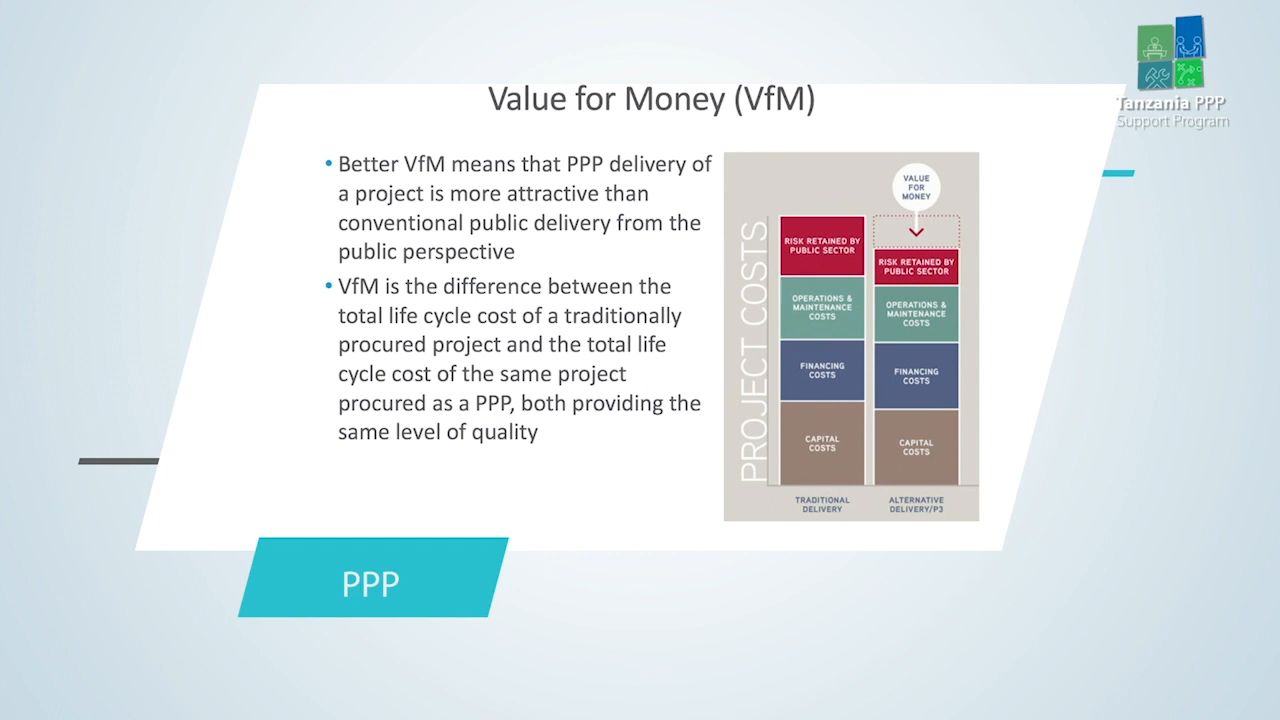 Tanzania PPP
Support Program
Value for Money (VfM)
• Better VfM means that PPP delivery of
a project is more attractive than
conventional public delivery from the
public perspective
• VfM is the difference between the
total life cycle cost of a traditionally
procured project and the total life
cycle cost of the same project
procured as a PPP, both providing the
same level of quality
PROJECT COSTS
VALUE
FOR
MONEY
RISK RETAINED BY
PUBLIC SECTOR
OPERATIONS &
MAINTENANCE
COSTS
FINANCING
COSTS
CAPITAL
COSTS
TRADITIONAL
DELIVERY
RISK RETAINED BY
PUBLIC SECTOR
OPERATIONS &
MAINTENANCE
COSTS
FINANCING
COSTS
CAPITAL
COSTS
ALTERNATIVE
DELIVERY/P3
PPP